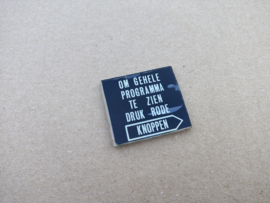 OM GEHELE
PROGRAMMA
TE ZIEN
DRUK RODE
KNOPPEN